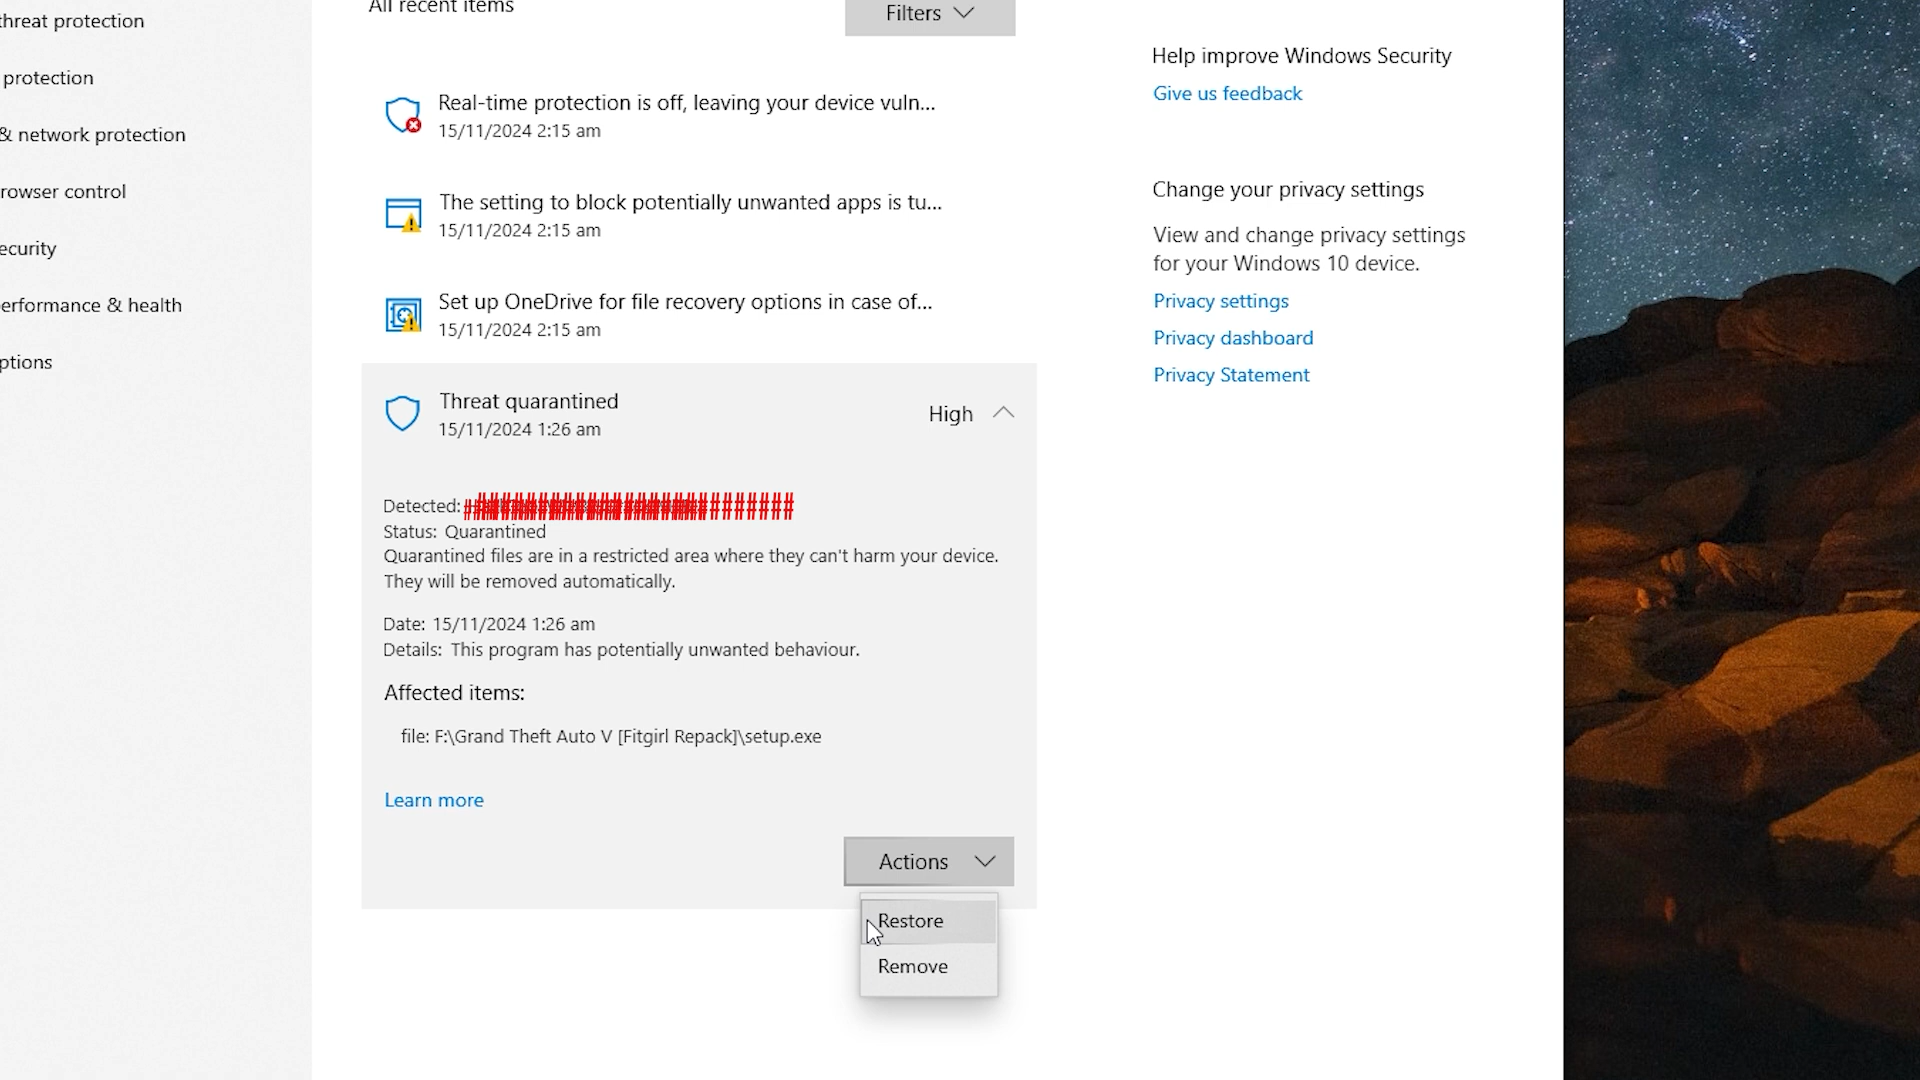 threat protection
protection
& network protection
rowser control
ecurity
erformance & health
ptions
All recent items
Filters
Real-time protection is off, leaving your device vuln...
15/11/2024 2:15 am
The setting to block potentially unwanted apps is tu...
15/11/2024 2:15 am
Set up OneDrive for file recovery options in case of...
15/11/2024 2:15 am
Threat quarantined
15/11/2024 1:26 am
High
Detected:
Status: Quarantined
Quarantined files are in a restricted area where they can't harm your device.
They will be removed automatically.
Date: 15/11/2024 1:26 am
Details: This program has potentially unwanted behaviour.
Affected items:
file: F:\Grand Theft Auto V [Fitgirl Repack]\setup.exe
Learn more
Actions
Restore
Remove
Help improve Windows Security
Give us feedback
Change your privacy settings
View and change privacy settings
for your Windows 10 device.
Privacy settings
Privacy dashboard
Privacy Statement